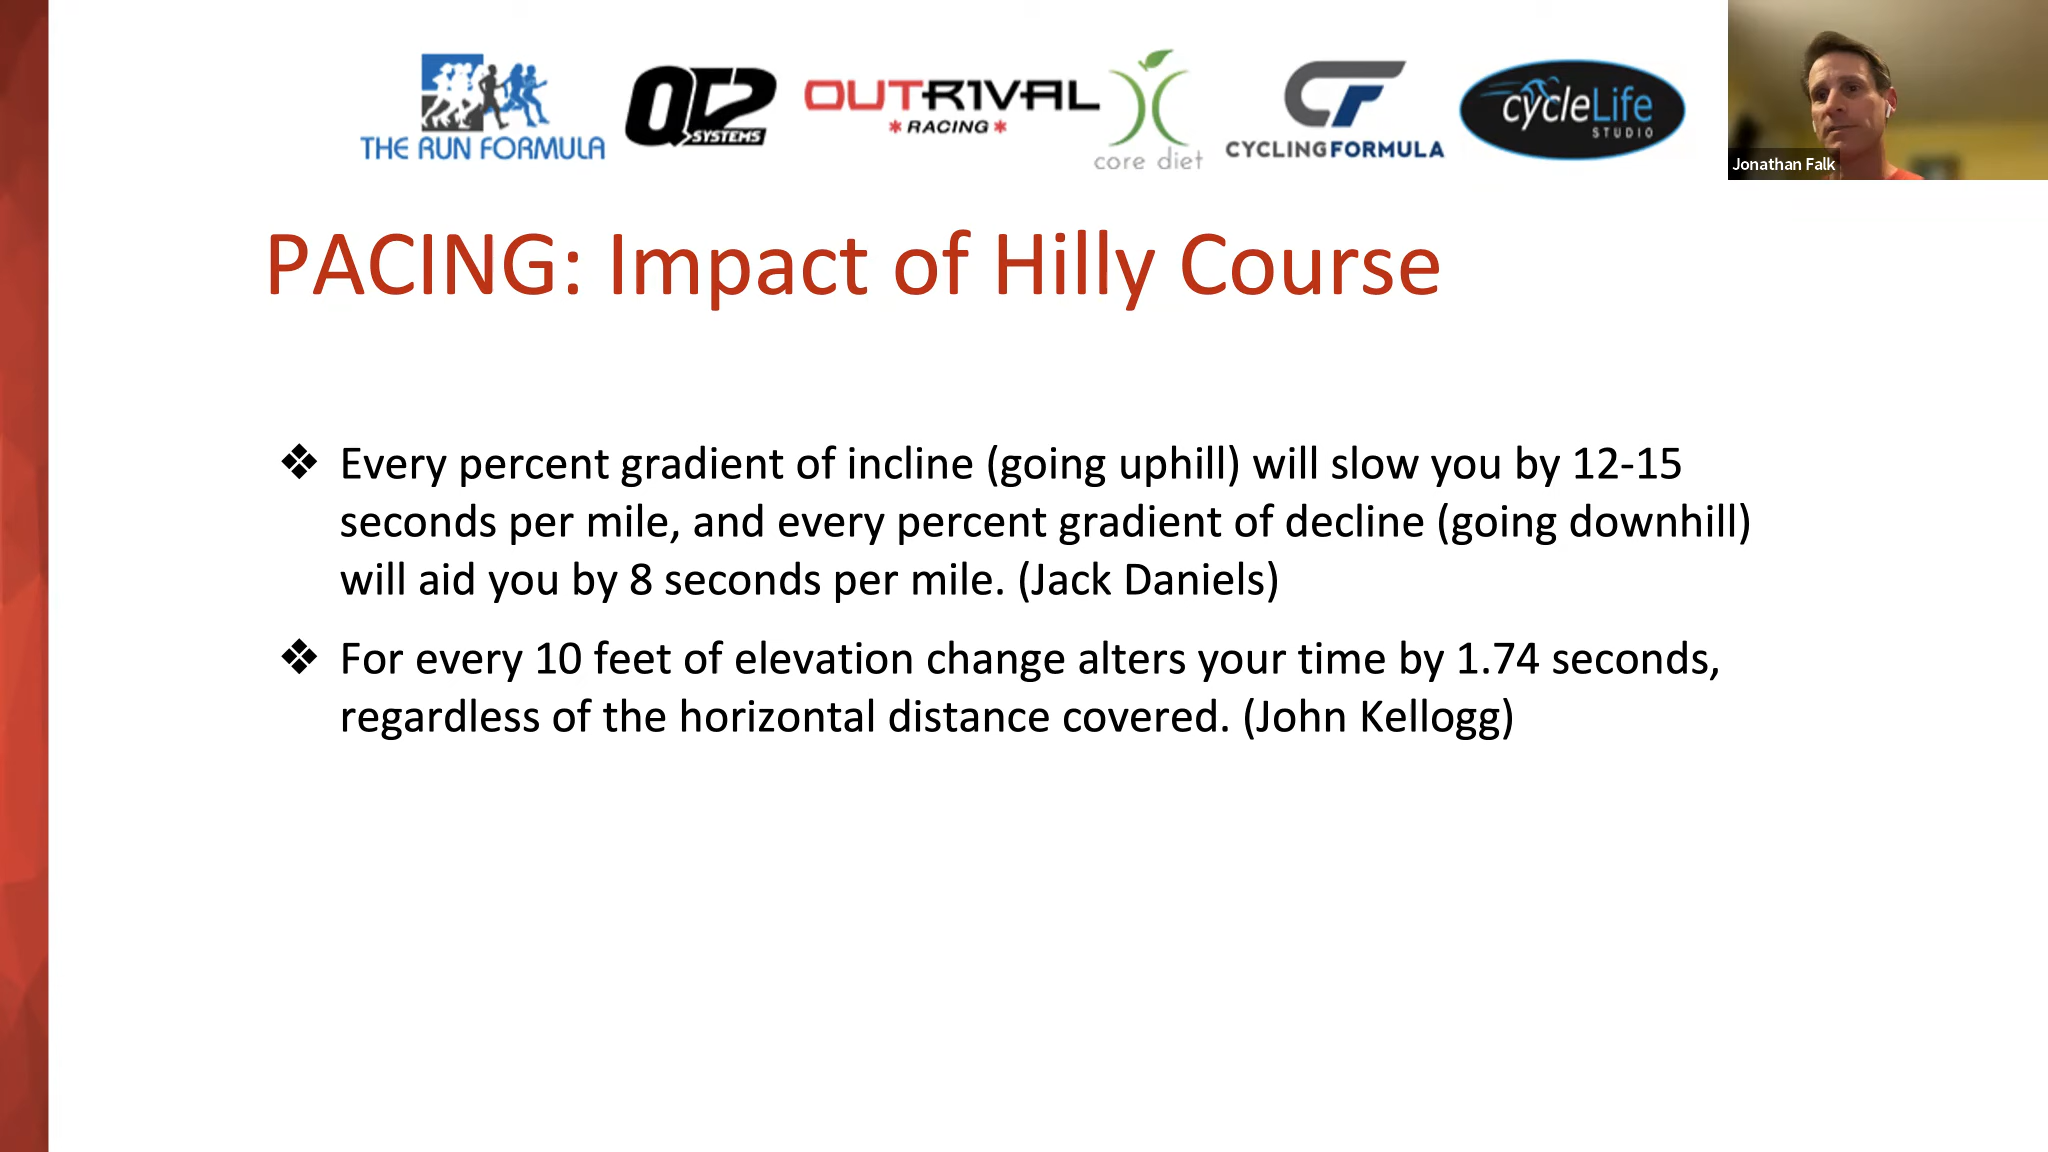 THE RUN FORMULA
QT2
SYSTEMS
OUTRIVAL
RACING
core diet
CYCLINGFORMULA
cycleLife
STUDIO
Jonathan Falk
PACING: Impact of Hilly Course
❖ Every percent gradient of incline (going uphill) will slow you by 12-15
seconds per mile, and every percent gradient of decline (going downhill)
will aid you by 8 seconds per mile. (Jack Daniels)
❖ For every 10 feet of elevation change alters your time by 1.74 seconds,
regardless of the horizontal distance covered. (John Kellogg)